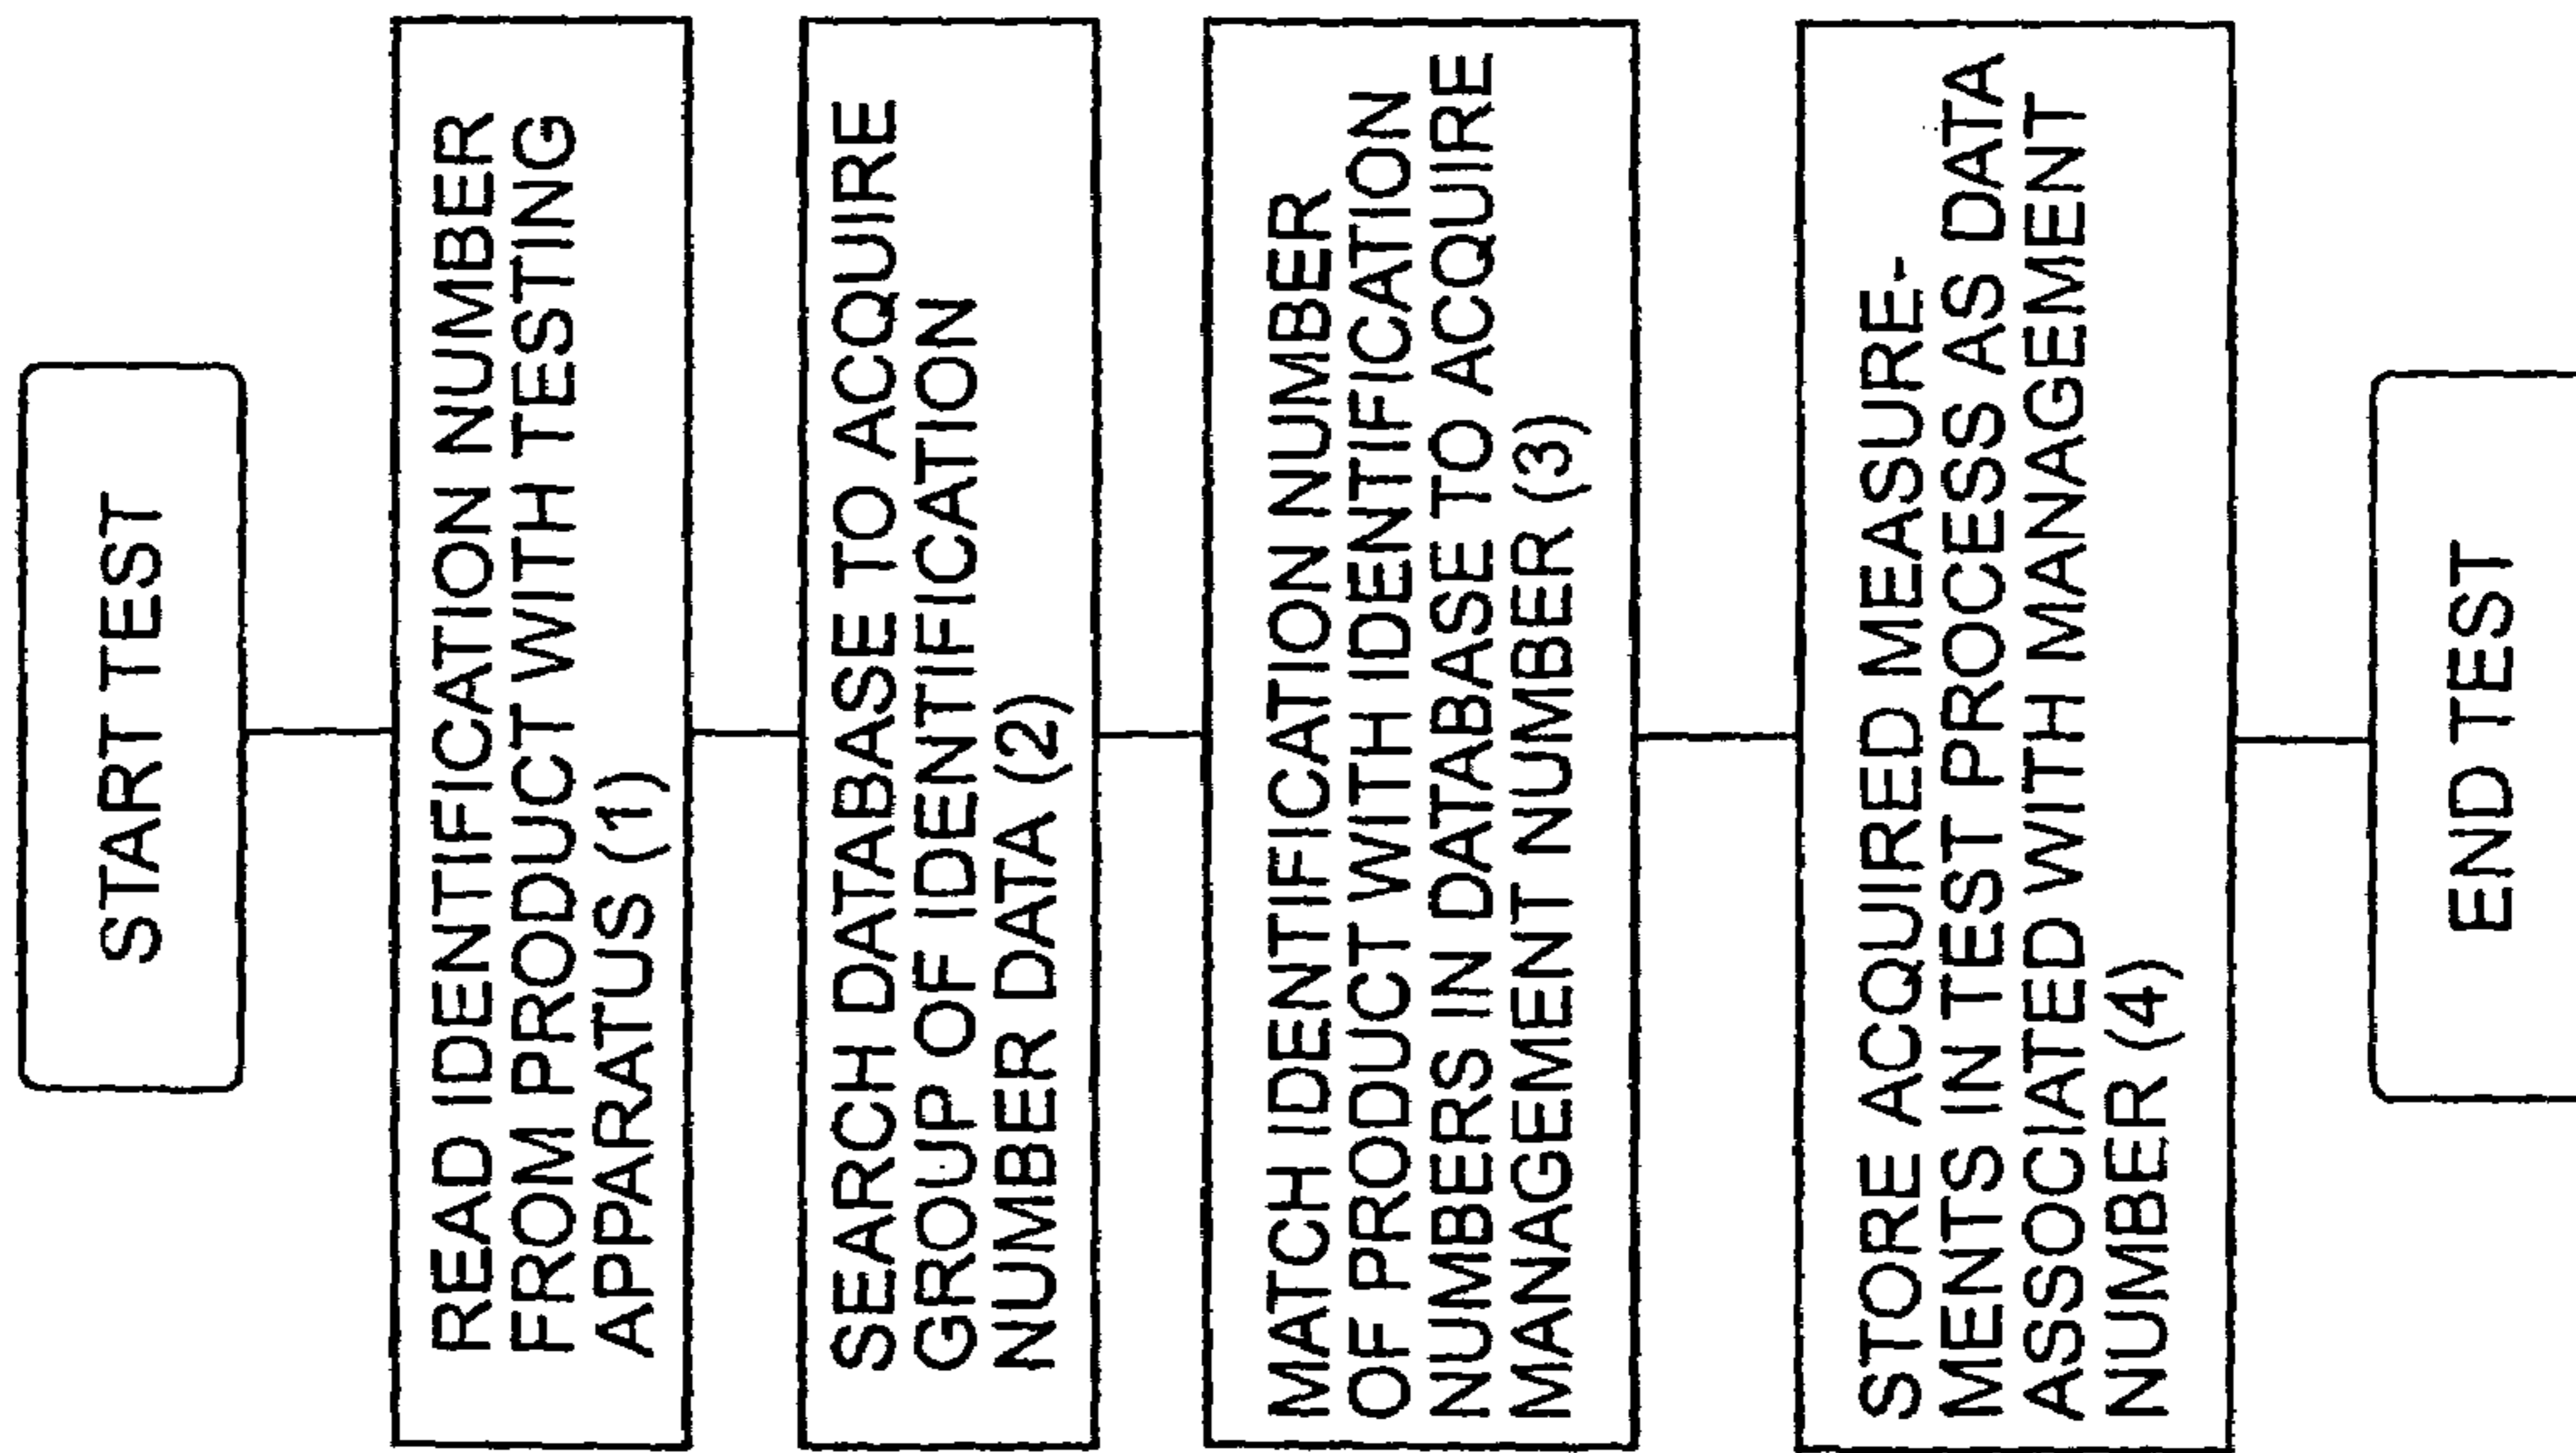 START TEST
READ IDENTIFICATION NUMBER
FROM PRODUCT WITH TESTING
APPARATUS (1)
SEARCH DATABASE TO ACQUIRE
GROUP OF IDENTIFICATION
NUMBER DATA (2)
MATCH IDENTIFICATION NUMBER
OF PRODUCT WITH IDENTIFICATION
NUMBERS IN DATABASE TO ACQUIRE
MANAGEMENT NUMBER (3)
STORE ACQUIRED MEASURE-
MENTS IN TEST PROCESS AS DATA
ASSOCIATED WITH MANAGEMENT
NUMBER (4)
END TEST